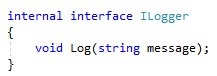 internal interface ILogger
{
    void Log(string message);
}